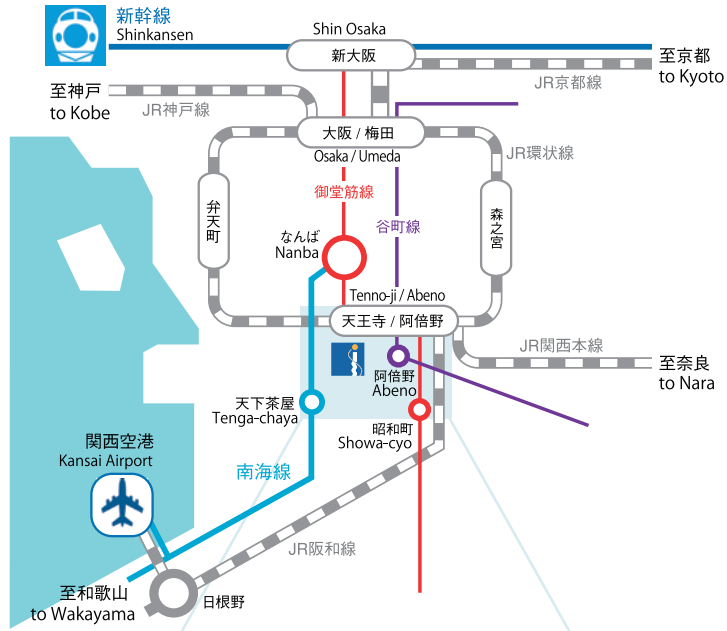 新幹線
Shinkansen
Shin Osaka
新大阪
至京都
to Kyoto
JR京都線
至神戸
to Kobe
JR神戸線
大阪 / 梅田
Osaka / Umeda
JR環状線
御堂筋線
弁天町
森之宮
谷町線
なんば
Nanba
Tenno-ji / Abeno
天王寺 / 阿倍野
JR関西本線
至奈良
to Nara
阿倍野
Abeno
天下茶屋
Tenga-chaya
昭和町
Showa-cyo
関西空港
Kansai Airport
南海線
JR阪和線
至和歌山
to Wakayama
日根野